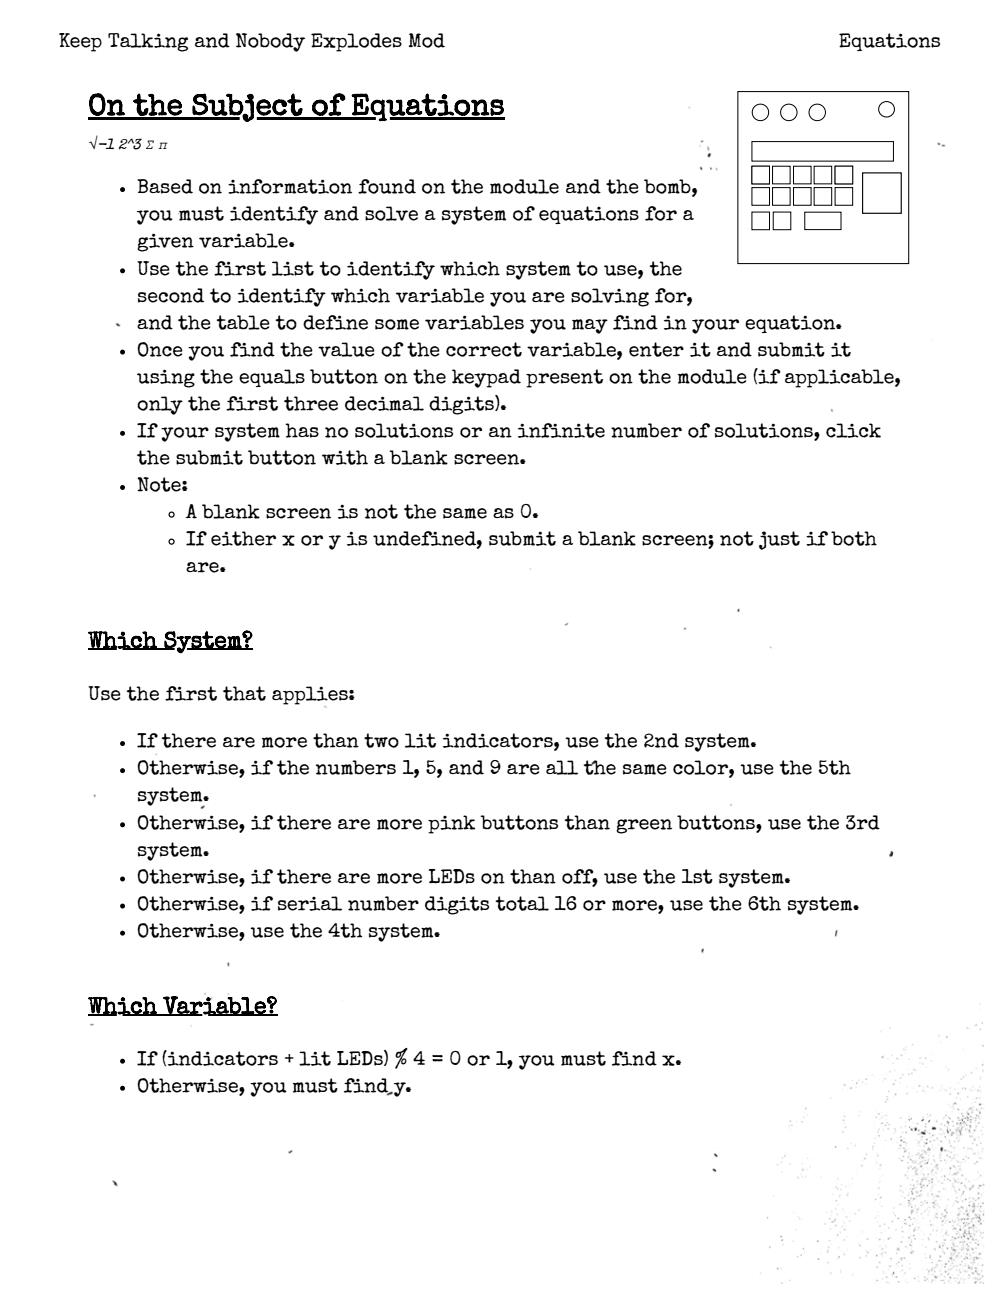 Keep Talking and Nobody Explodes Mod
Equations
On the Subject of Equations
√-1 2^3 Σ π
• Based on information found on the module and the bomb,
you must identify and solve a system of equations for a
given variable.
• Use the first list to identify which system to use, the
second to identify which variable you are solving for,
and the table to define some variables you may find in your equation.
• Once you find the value of the correct variable, enter it and submit it
using the equals button on the keypad present on the module (if applicable,
only the first three decimal digits).
• If your system has no solutions or an infinite number of solutions, click
the submit button with a blank screen.
• Note:
◦ A blank screen is not the same as 0.
◦ If either x or y is undefined, submit a blank screen; not just if both
are.
Which System?
Use the first that applies:
• If there are more than two lit indicators, use the 2nd system.
• Otherwise, if the numbers 1, 5, and 9 are all the same color, use the 5th
system.
• Otherwise, if there are more pink buttons than green buttons, use the 3rd
system.
• Otherwise, if there are more LEDs on than off, use the 1st system.
• Otherwise, if serial number digits total 16 or more, use the 6th system.
• Otherwise, use the 4th system.
Which Variable?
• If (indicators + lit LEDs) % 4 = 0 or 1, you must find x.
• Otherwise, you must find y.